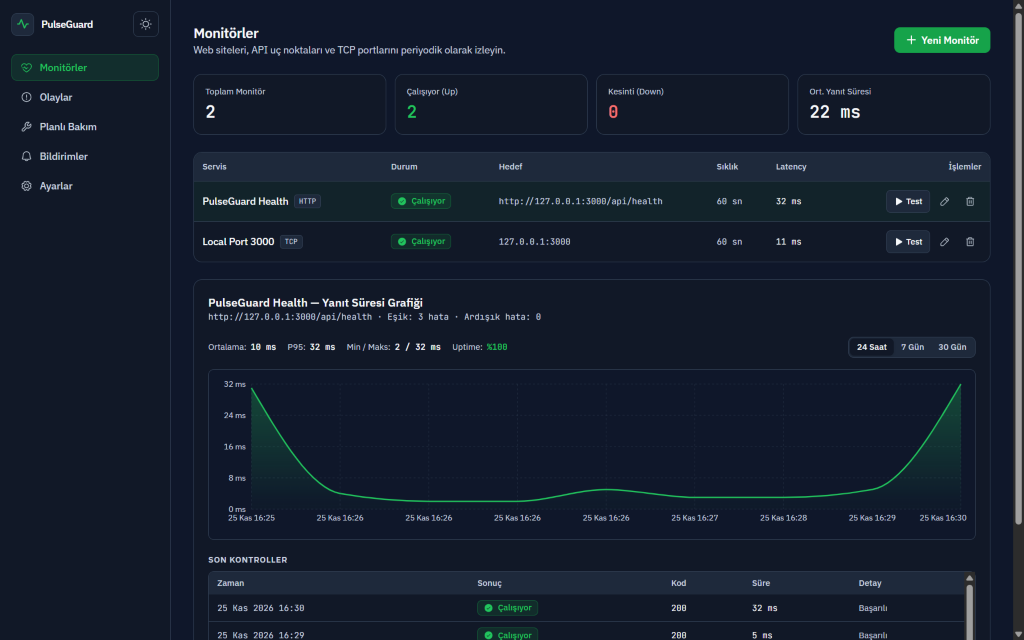 PulseGuard
Monitörler
Olaylar
Planlı Bakım
Bildirimler
Ayarlar
Monitörler
Web siteleri, API uç noktaları ve TCP portlarını periyodik olarak izleyin.
Yeni Monitör
Toplam Monitör
2
Çalışıyor (Up)
2
Kesinti (Down)
0
Ort. Yanıt Süresi
22 ms
Servis Durum Hedef Sıklık Latency İşlemler
PulseGuard Health HTTP Çalışıyor http://127.0.0.1:3000/api/health 60 sn 32 ms Test
Local Port 3000 TCP Çalışıyor 127.0.0.1:3000 60 sn 11 ms Test
PulseGuard Health — Yanıt Süresi Grafiği
http://127.0.0.1:3000/api/health · Eşik: 3 hata · Ardışık hata: 0
Ortalama: 10 ms P95: 32 ms Min / Maks: 2 / 32 ms Uptime: %100
24 Saat 7 Gün 30 Gün
32 ms
24 ms
16 ms
8 ms
0 ms
25 Kas 16:25 25 Kas 16:26 25 Kas 16:26 25 Kas 16:26 25 Kas 16:26 25 Kas 16:27 25 Kas 16:28 25 Kas 16:29 25 Kas 16:30
SON KONTROLLER
Zaman Sonuç Kod Süre Detay
25 Kas 2026 16:30 Çalışıyor 200 32 ms Başarılı
25 Kas 2026 16:29 Çalışıyor 200 5 ms Başarılı